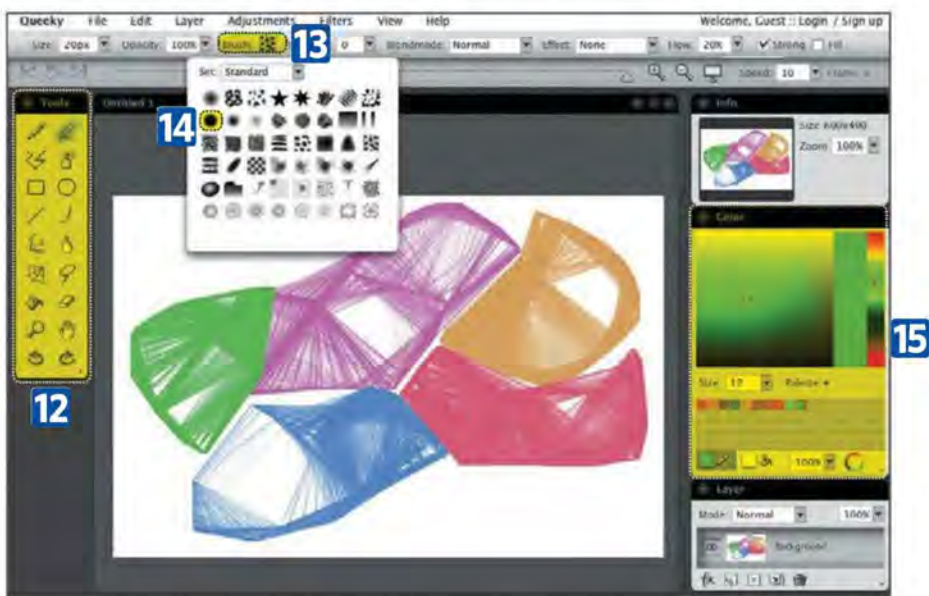 Queeky File Edit Layer Adjustments Filters View Help Welcome, Guest :: Login / Sign up
Size: 20px Opacity: 100% Brush: 13 0 Blendmode: Normal Effect: None Flow: 20% Strong Fill
Set: Standard Speed: 10
Tools Untitled 1 Info
14
Size: 600x400
Zoom: 100%
Color
15
Size: 12 Palette
12
100%
Layer
Mode: Normal 100%
Background
fx